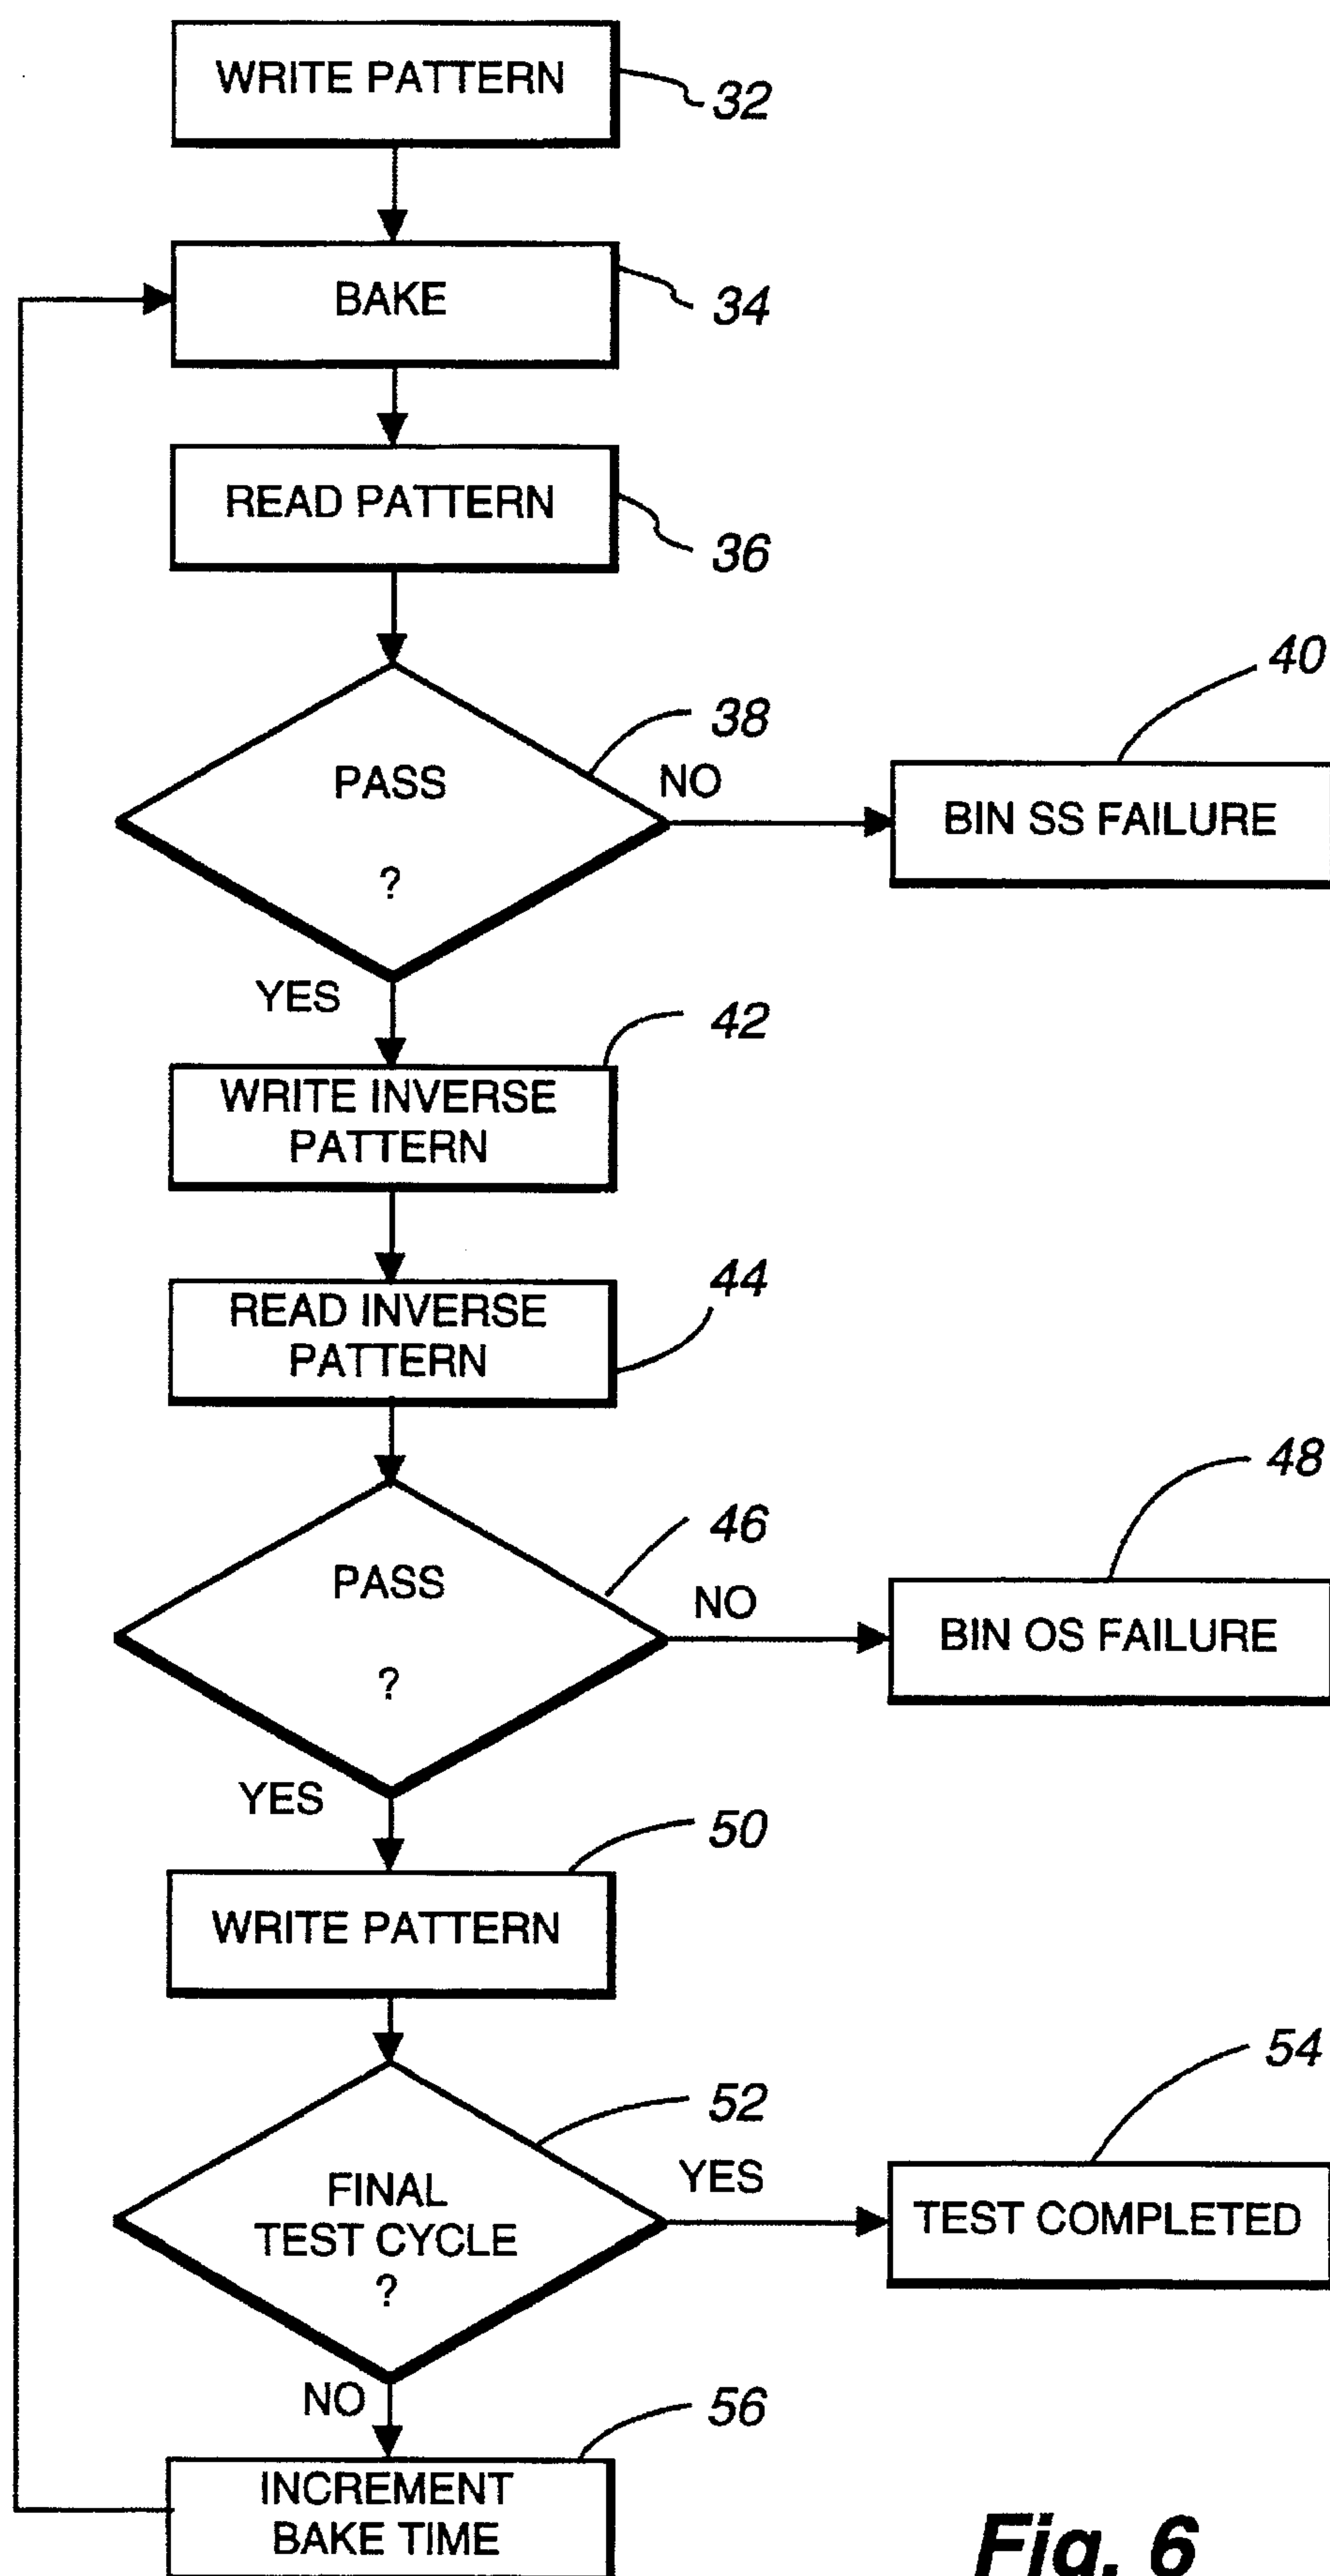 WRITE PATTERN
32
BAKE
34
READ PATTERN
36
PASS
?
38
NO
40
BIN SS FAILURE
YES
42
WRITE INVERSE
PATTERN
44
READ INVERSE
PATTERN
PASS
?
46
NO
48
BIN OS FAILURE
YES
50
WRITE PATTERN
52
FINAL
TEST CYCLE
?
YES
54
TEST COMPLETED
NO
56
INCREMENT
BAKE TIME
Fig. 6